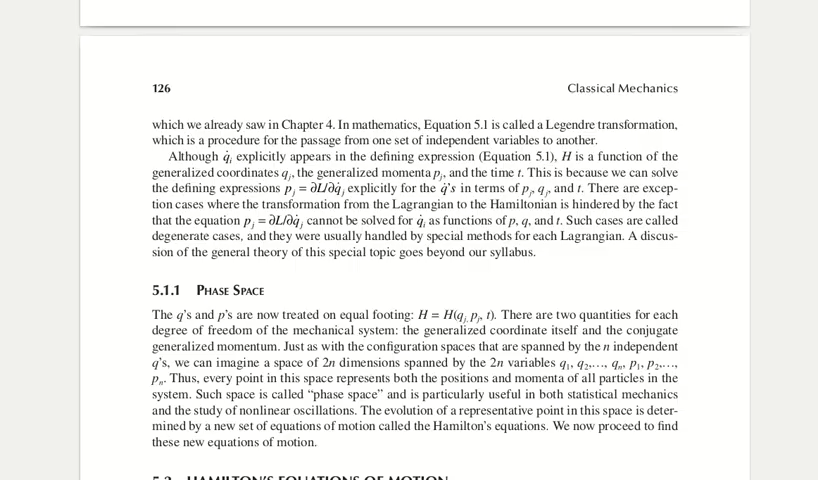 126
Classical Mechanics
which we already saw in Chapter 4. In mathematics, Equation 5.1 is called a Legendre transformation,
which is a procedure for the passage from one set of independent variables to another.
Although q̇ᵢ explicitly appears in the defining expression (Equation 5.1), H is a function of the
generalized coordinates qⱼ, the generalized momenta pⱼ, and the time t. This is because we can solve
the defining expressions pⱼ = ∂L/∂q̇ⱼ explicitly for the q̇'s in terms of pⱼ, qⱼ, and t. There are excep-
tion cases where the transformation from the Lagrangian to the Hamiltonian is hindered by the fact
that the equation pⱼ = ∂L/∂q̇ⱼ cannot be solved for q̇ᵢ as functions of p, q, and t. Such cases are called
degenerate cases, and they were usually handled by special methods for each Lagrangian. A discus-
sion of the general theory of this special topic goes beyond our syllabus.
5.1.1 Phase Space
The q's and p's are now treated on equal footing: H = H(qⱼ, pⱼ, t). There are two quantities for each
degree of freedom of the mechanical system: the generalized coordinate itself and the conjugate
generalized momentum. Just as with the configuration spaces that are spanned by the n independent
q's, we can imagine a space of 2n dimensions spanned by the 2n variables q₁, q₂,…, qₙ, p₁, p₂,…,
pₙ. Thus, every point in this space represents both the positions and momenta of all particles in the
system. Such space is called “phase space” and is particularly useful in both statistical mechanics
and the study of nonlinear oscillations. The evolution of a representative point in this space is deter-
mined by a new set of equations of motion called the Hamilton's equations. We now proceed to find
these new equations of motion.
5.2 HAMILTON'S EQUATIONS OF MOTION